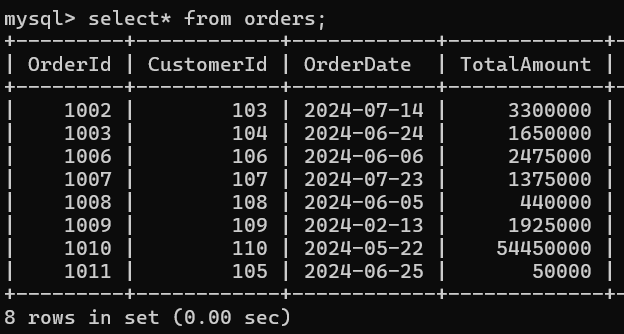 mysql> select* from orders;
+---------+------------+------------+-------------+
| OrderId | CustomerId | OrderDate  | TotalAmount |
+---------+------------+------------+-------------+
|    1002 |        103 | 2024-07-14 |     3300000 |
|    1003 |        104 | 2024-06-24 |     1650000 |
|    1006 |        106 | 2024-06-06 |     2475000 |
|    1007 |        107 | 2024-07-23 |     1375000 |
|    1008 |        108 | 2024-06-05 |      440000 |
|    1009 |        109 | 2024-02-13 |     1925000 |
|    1010 |        110 | 2024-05-22 |    54450000 |
|    1011 |        105 | 2024-06-25 |       50000 |
+---------+------------+------------+-------------+
8 rows in set (0.00 sec)